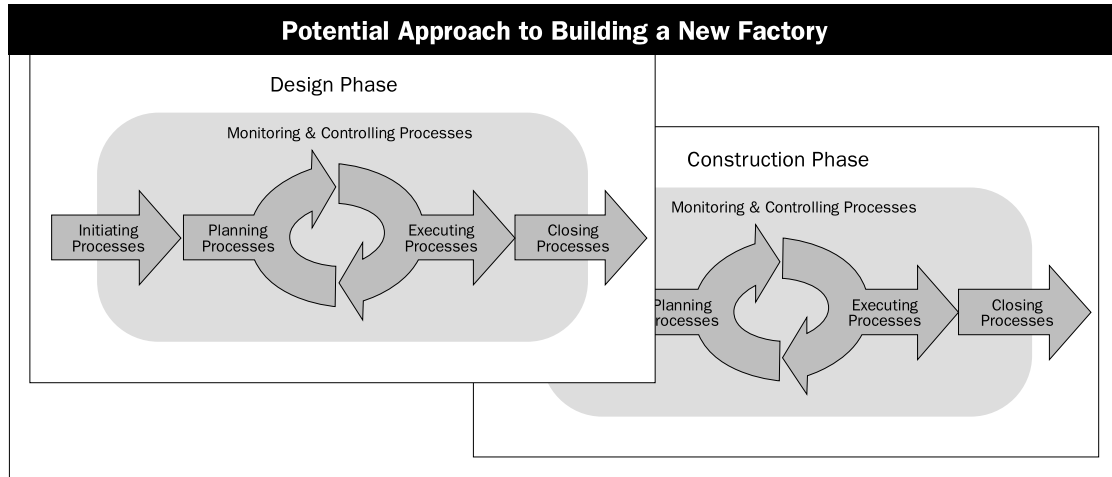 Potential Approach to Building a New Factory
Design Phase
Monitoring & Controlling Processes
Initiating
Processes
Planning
Processes
Executing
Processes
Closing
Processes
Construction Phase
Monitoring & Controlling Processes
Planning
rocesses
Executing
Processes
Closing
Processes